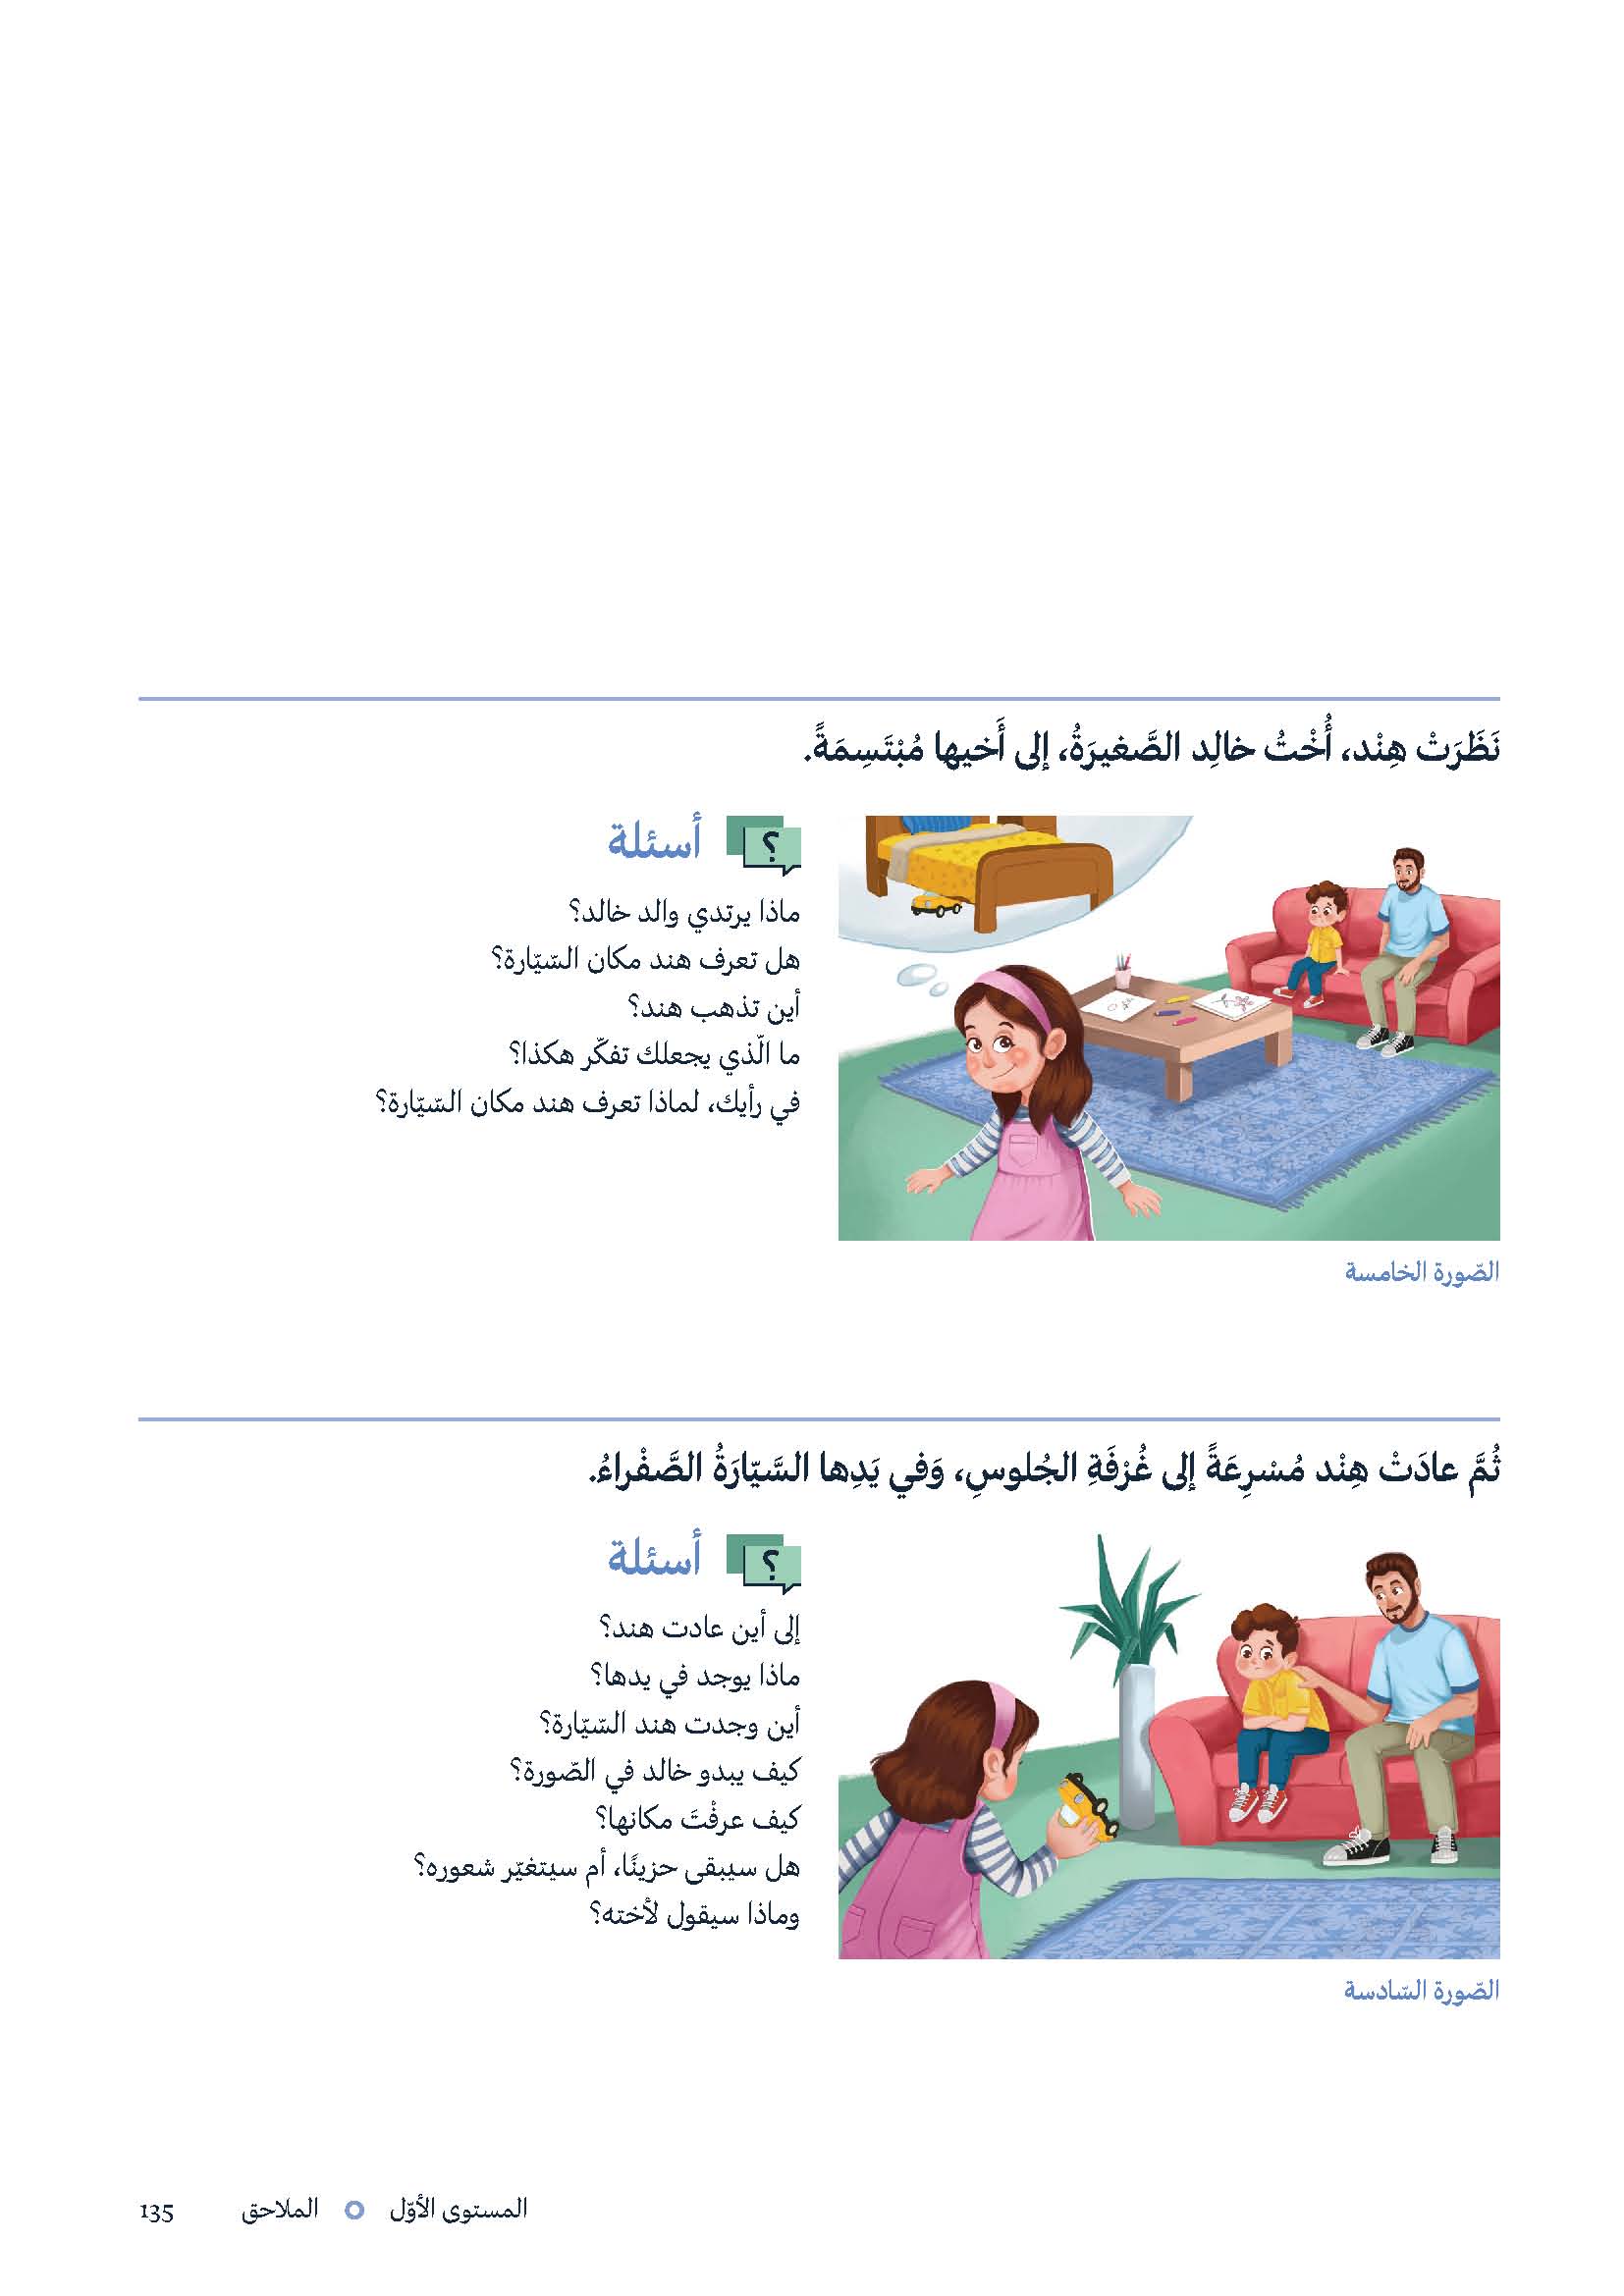 نَظَرَتْ هِنْد، أُخْتُ خالِد الصَّغيرَةُ، إلى أَخيها مُبْتَسِمَةً.
أسئلة
؟
ماذا يرتدي والد خالد؟
هل تعرف هند مكان السّيّارة؟
أين تذهب هند؟
ما الّذي يجعلك تفكّر هكذا؟
في رأيك، لماذا تعرف هند مكان السّيّارة؟
الصّورة الخامسة
ثُمَّ عادَتْ هِنْد مُسْرِعَةً إلى غُرْفَةِ الجُلوسِ، وَفي يَدِها السَّيّارَةُ الصَّفْراءُ.
أسئلة
؟
إلى أين عادت هند؟
ماذا يوجد في يدها؟
أين وجدت هند السّيّارة؟
كيف يبدو خالد في الصّورة؟
كيف عرفْتَ مكانها؟
هل سيبقى حزينًا، أم سيتغيّر شعوره؟
وماذا سيقول لأخته؟
الصّورة السّادسة
المستوى الأوّل الملاحق 135